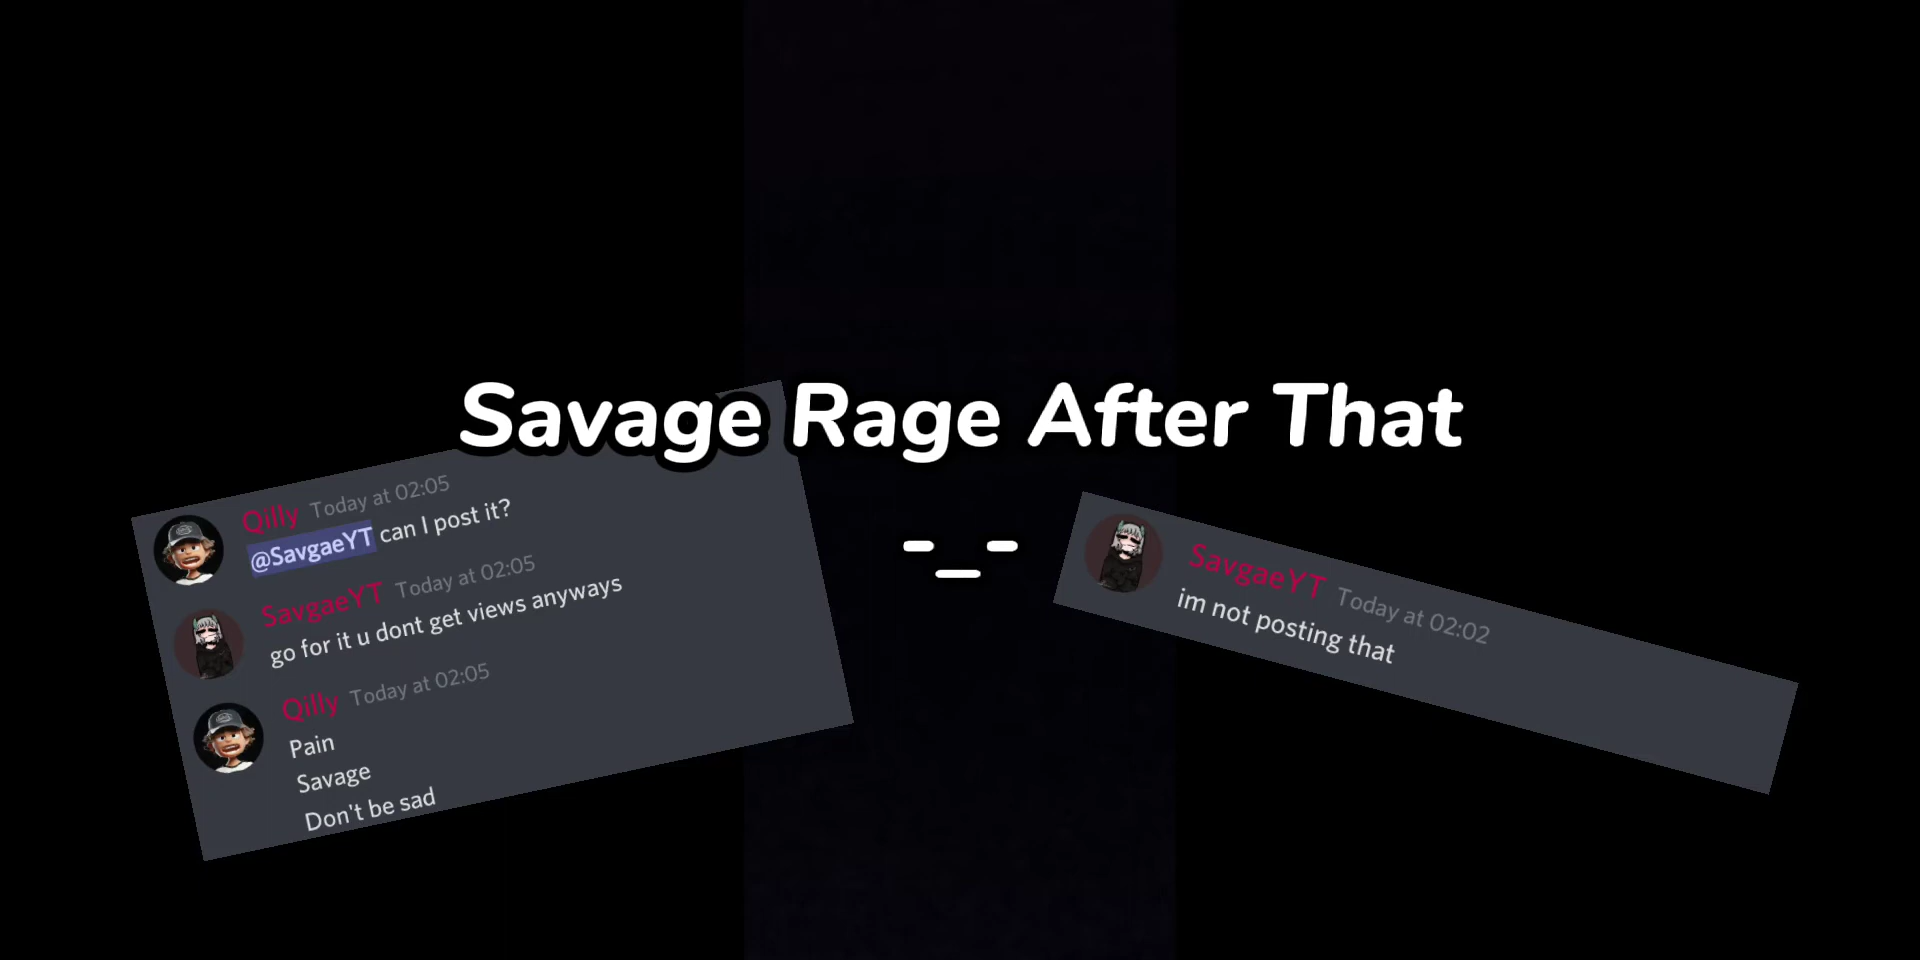 Savage Rage After That
-_-
Qilly Today at 02:05
@SavgaeYT can I post it?
SavgaeYT Today at 02:05
go for it u dont get views anyways
Qilly Today at 02:05
Pain
Savage
Don't be sad
SavgaeYT Today at 02:02
im not posting that